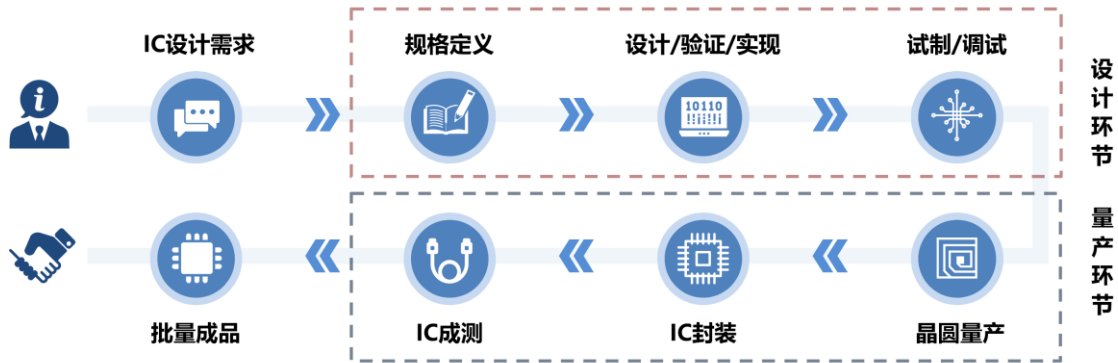 IC设计需求
规格定义
设计/验证/实现
试制/调试
设计环节
10110
批量成品
IC成测
IC封装
晶圆量产
量产环节